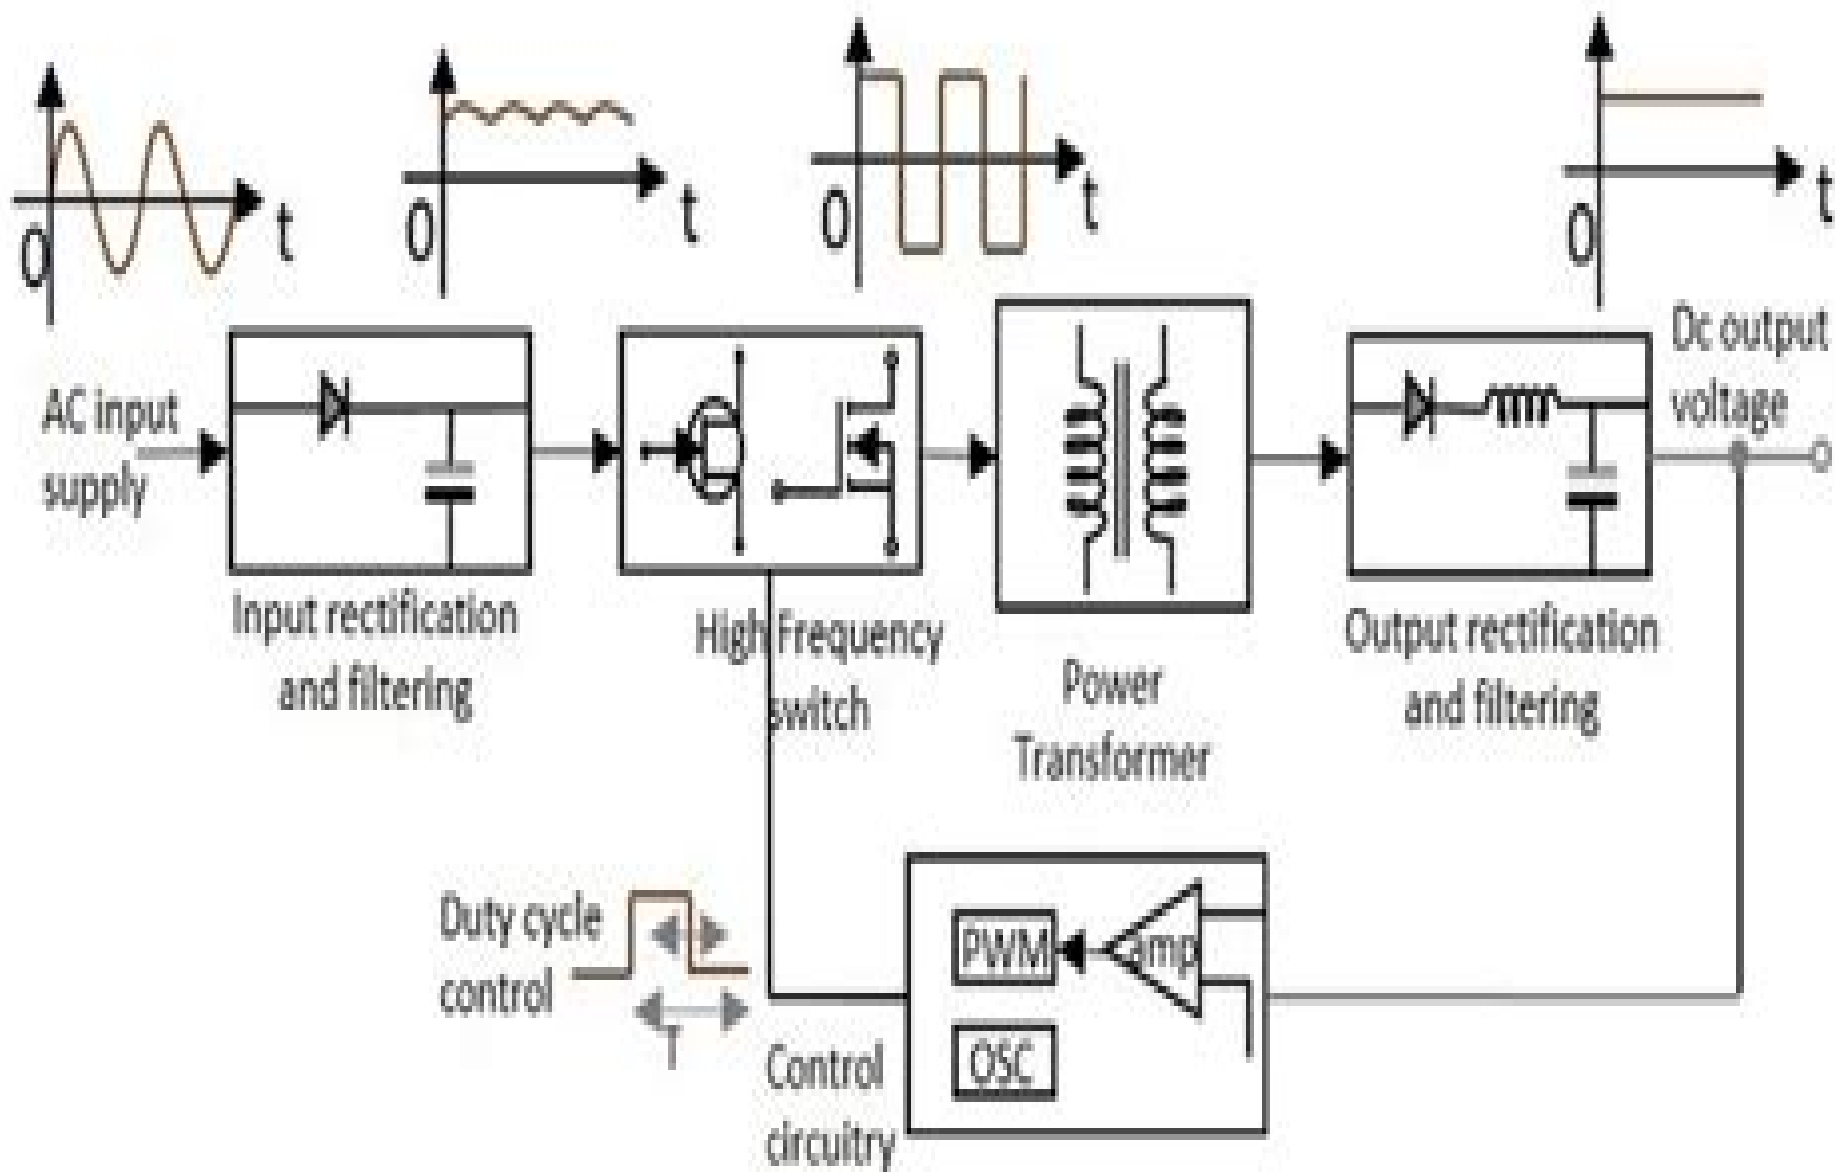 0
t
0
t
0
t
0
t
AC input
supply
Dc output
voltage
Input rectification
and filtering
High Frequency
switch
Power
Transformer
Output rectification
and filtering
Duty cycle
control
T
PWM
amp
OSC
Control
circuitry